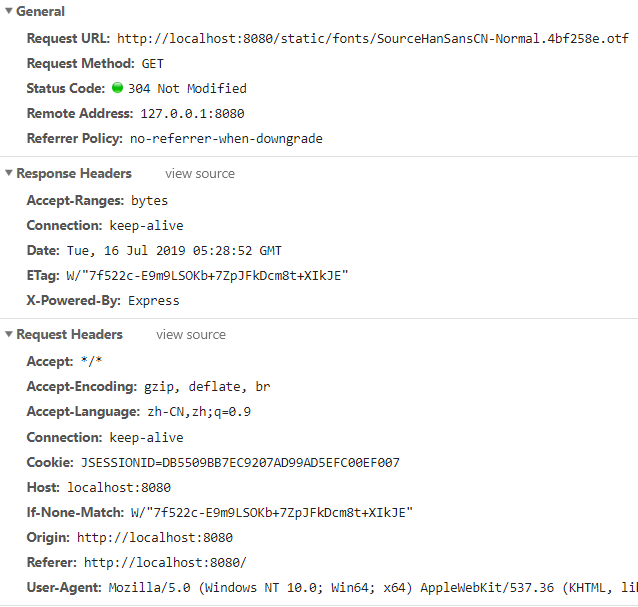 General
Request URL: http://localhost:8080/static/fonts/SourceHanSansCN-Normal.4bf258e.otf
Request Method: GET
Status Code: 304 Not Modified
Remote Address: 127.0.0.1:8080
Referrer Policy: no-referrer-when-downgrade
Response Headers view source
Accept-Ranges: bytes
Connection: keep-alive
Date: Tue, 16 Jul 2019 05:28:52 GMT
ETag: W/"7f522c-E9m9LSOKb+7ZpJFkDcm8t+XIkJE"
X-Powered-By: Express
Request Headers view source
Accept: */*
Accept-Encoding: gzip, deflate, br
Accept-Language: zh-CN,zh;q=0.9
Connection: keep-alive
Cookie: JSESSIONID=DB5509BB7EC9207AD99AD5EFC00EF007
Host: localhost:8080
If-None-Match: W/"7f522c-E9m9LSOKb+7ZpJFkDcm8t+XIkJE"
Origin: http://localhost:8080
Referer: http://localhost:8080/
User-Agent: Mozilla/5.0 (Windows NT 10.0; Win64; x64) AppleWebKit/537.36 (KHTML, li